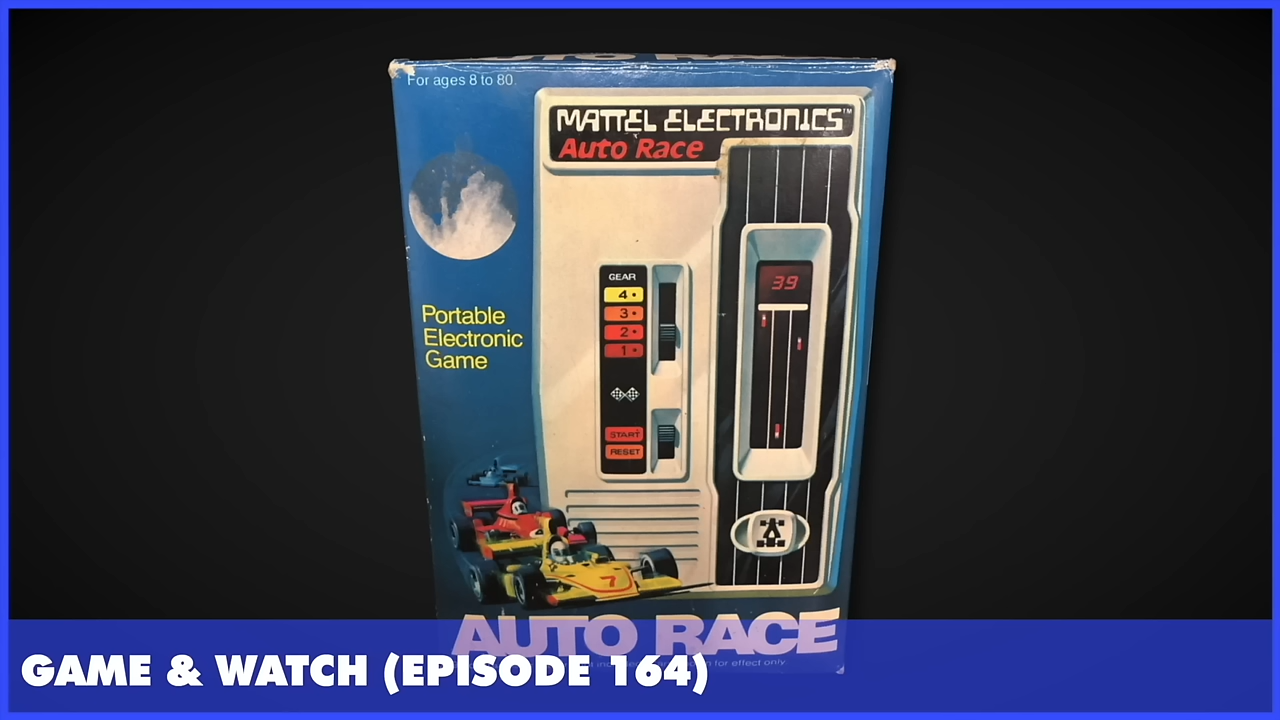 For ages 8 to 80.
MATTEL ELECTRONICS™
Auto Race
39
GEAR
4
3
2
1
START
RESET
Portable
Electronic
Game
7
AUTO RACE
for effect only
GAME & WATCH (EPISODE 164)